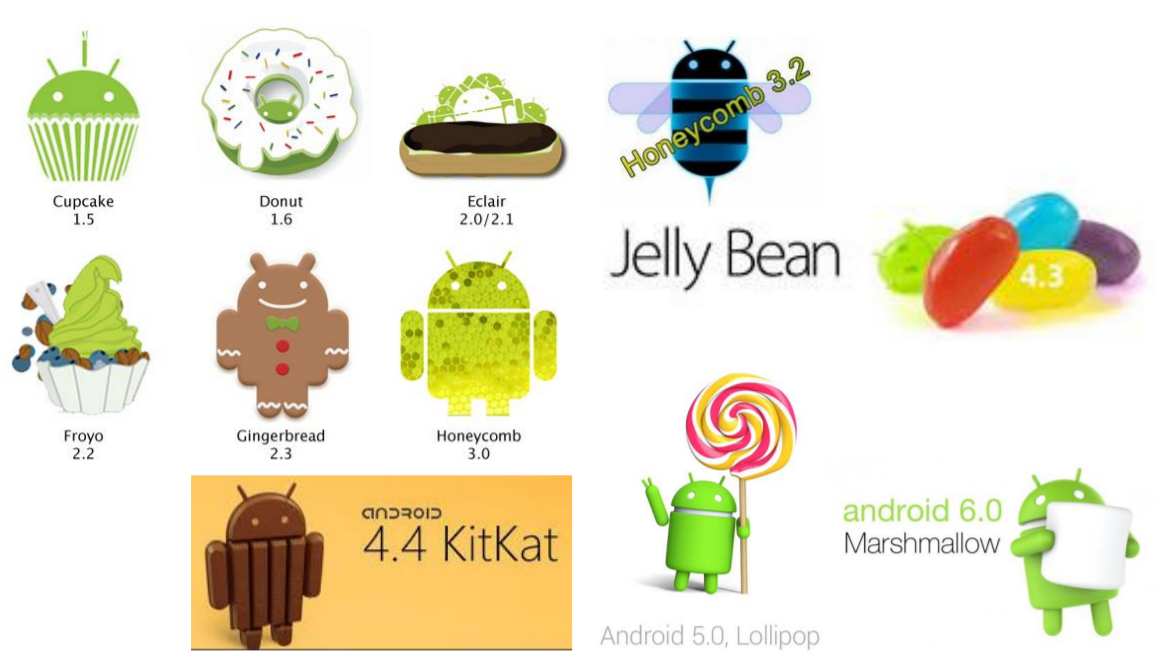 Cupcake
1.5
Donut
1.6
Eclair
2.0/2.1
Honeycomb 3.2
Jelly Bean
4.3
Froyo
2.2
Gingerbread
2.3
Honeycomb
3.0
ANDROID
4.4 KitKat
Android 5.0, Lollipop
android 6.0
Marshmallow